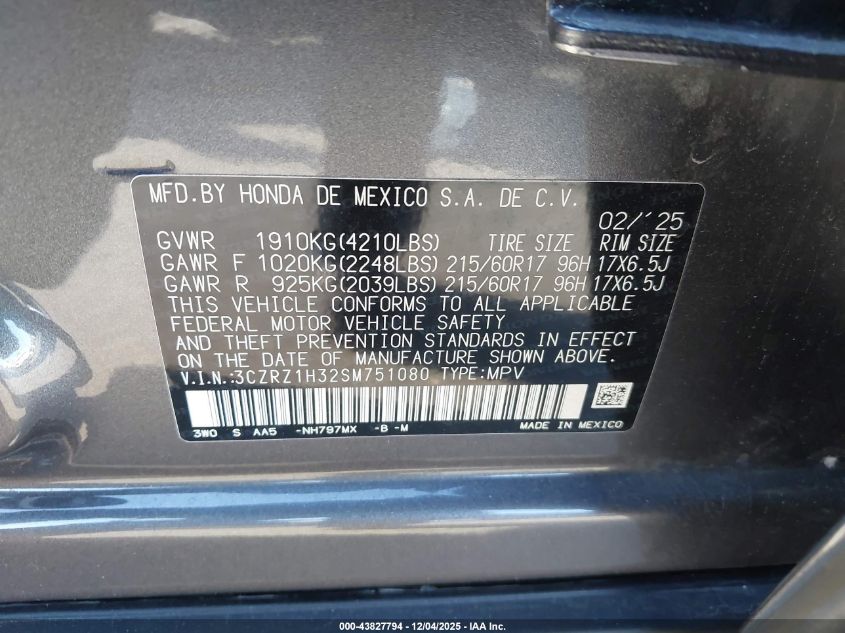 MFD.BY HONDA DE MEXICO S.A. DE C.V.
02/'25
GVWR 1910KG(4210LBS) TIRE SIZE RIM SIZE
GAWR F 1020KG(2248LBS) 215/60R17 96H 17X6.5J
GAWR R 925KG(2039LBS) 215/60R17 96H 17X6.5J
THIS VEHICLE CONFORMS TO ALL APPLICABLE
FEDERAL MOTOR VEHICLE SAFETY
AND THEFT PREVENTION STANDARDS IN EFFECT
ON THE DATE OF MANUFACTURE SHOWN ABOVE.
V.I.N.:3CZRZ1H32SM751080 TYPE:MPV
3W0 S AA5 -NH797MX -B -M MADE IN MEXICO
000-43827794 - 12/04/2025 - IAA Inc.